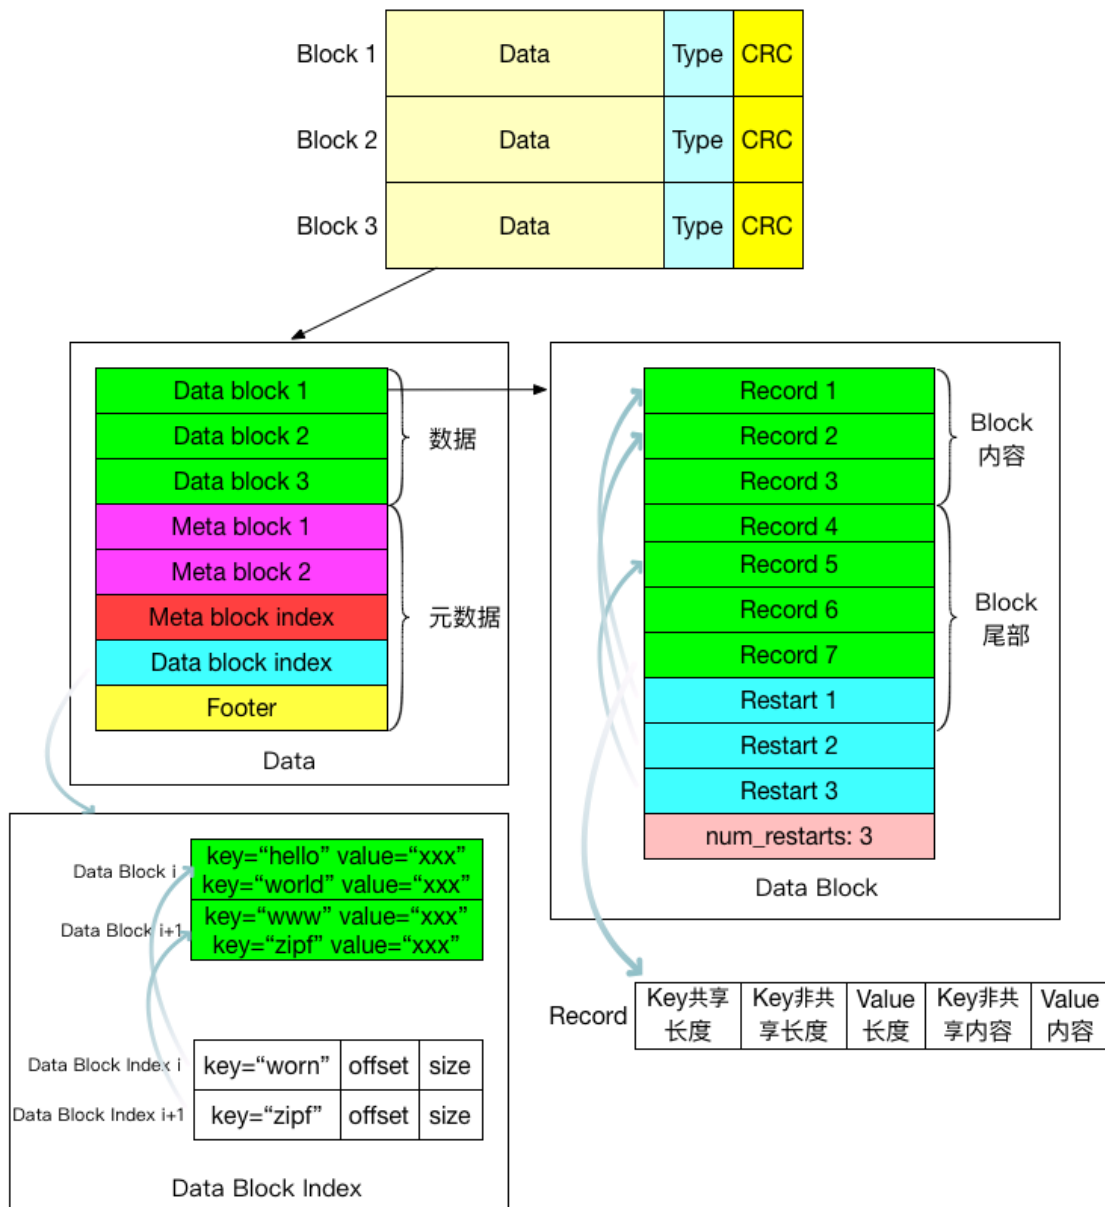 Block 1 Data Type CRC
Block 2 Data Type CRC
Block 3 Data Type CRC
Data block 1
Data block 2
Data block 3
Meta block 1
Meta block 2
Meta block index
Data block index
Footer
数据
元数据
Data
Record 1
Record 2
Record 3
Record 4
Record 5
Record 6
Record 7
Restart 1
Restart 2
Restart 3
num_restarts: 3
Block
内容
Block
尾部
Data Block
Data Block i
key=“hello” value=“xxx”
key=“world” value=“xxx”
Data Block i+1
key=“www” value=“xxx”
key=“zipf” value=“xxx”
Data Block Index i key=“worn” offset size
Data Block Index i+1 key=“zipf” offset size
Data Block Index
Record
Key共享
长度
Key非共
享长度
Value
长度
Key非共
享内容
Value
内容